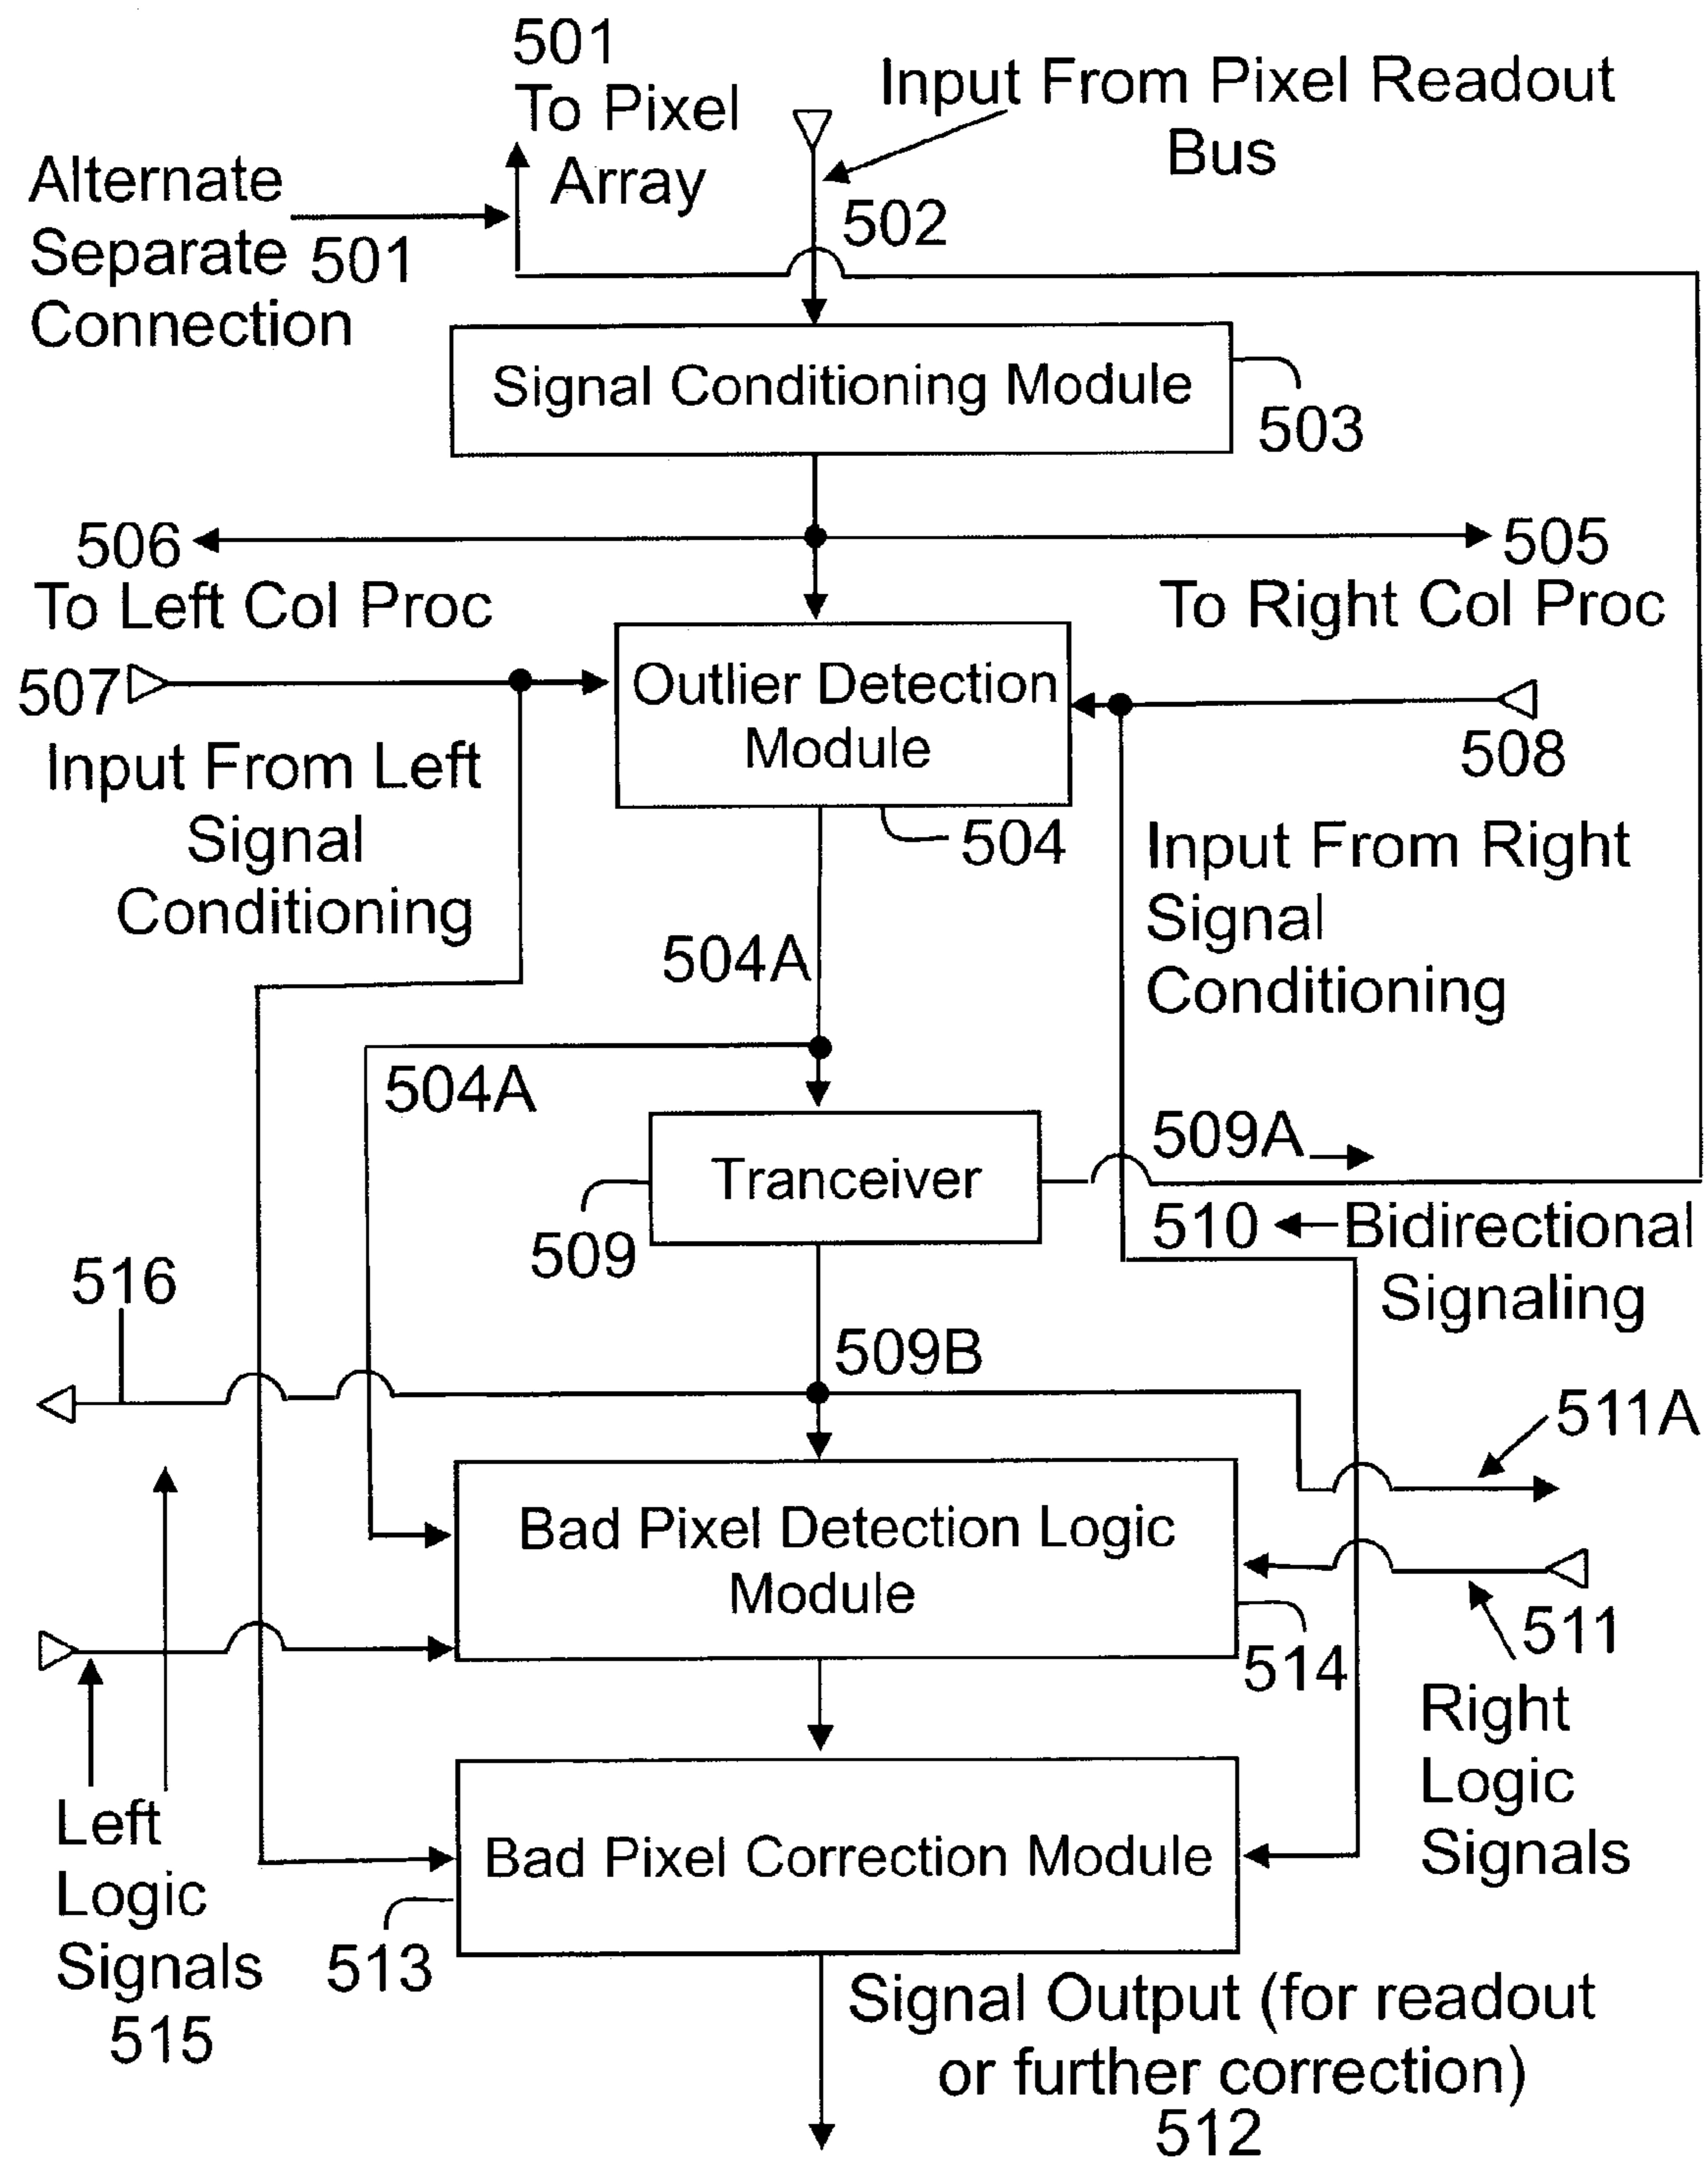 501
To Pixel
Array
Input From Pixel Readout
Bus
Alternate
Separate 501
Connection
502
Signal Conditioning Module
503
506
To Left Col Proc
505
To Right Col Proc
507
Input From Left
Signal
Conditioning
Outlier Detection
Module
504
508
Input From Right
Signal
Conditioning
504A
504A
Tranceiver
509
509A
510
Bidirectional
Signaling
516
509B
511A
Bad Pixel Detection Logic
Module
514
511
Right
Logic
Signals
Left
Logic
Signals
515
Bad Pixel Correction Module
513
Signal Output (for readout
or further correction)
512